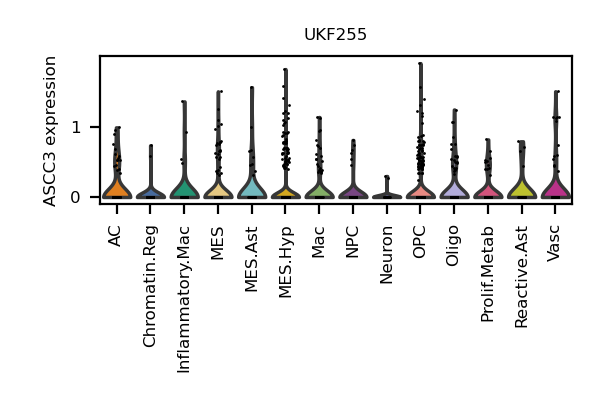 UKF255
ASCC3 expression
1
0
AC
Chromatin.Reg
Inflammatory.Mac
MES
MES.Ast
MES.Hyp
Mac
NPC
Neuron
OPC
Oligo
Prolif.Metab
Reactive.Ast
Vasc